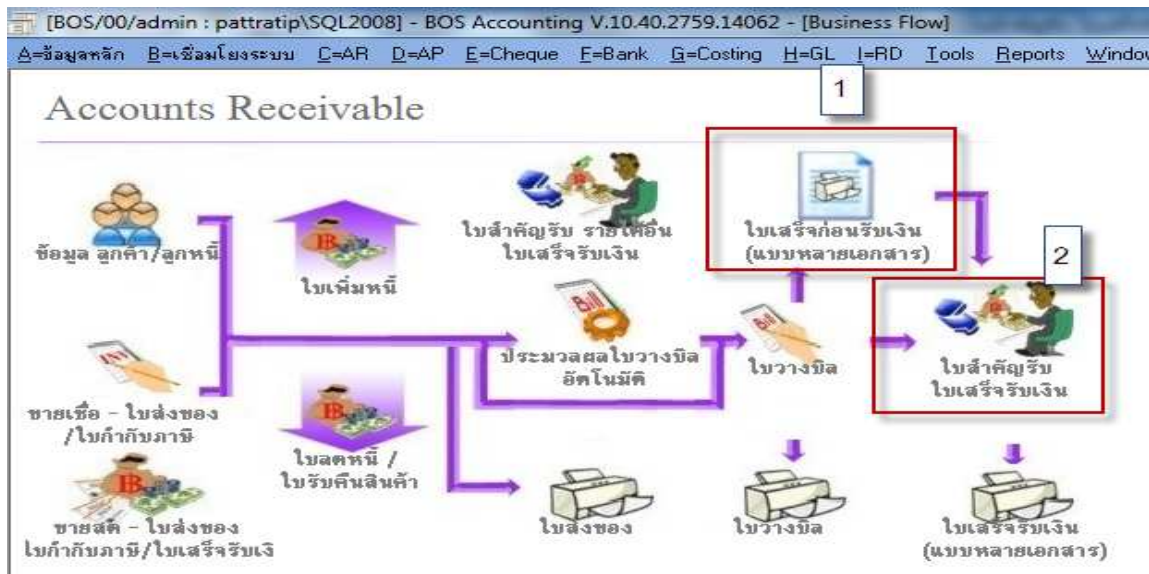 [BOS/00/admin : pattratip\SQL2008] - BOS Accounting V.10.40.2759.14062 - [Business Flow]
A=ข้อมูลหลัก B=เชื่อมโยงระบบ C=AR D=AP E=Cheque F=Bank G=Costing H=GL I=RD Tools Reports Window
Accounts Receivable
1
ข้อมูล ลูกค้า/ลูกหนี้
ใบเพิ่มหนี้
ใบสำคัญรับ รายได้อื่น
ใบเสร็จรับเงิน
ใบเสร็จก่อนรับเงิน
(แบบหลายเอกสาร)
2
ขายเชื่อ - ใบส่งของ
/ใบกำกับภาษี
ประมวลผลใบวางบิล
อัตโนมัติ
ใบวางบิล
ใบสำคัญรับ
ใบเสร็จรับเงิน
ใบลดหนี้ /
ใบรับคืนสินค้า
ขายสด - ใบส่งของ
ใบกำกับภาษี/ใบเสร็จรับเงิ
ใบส่งของ
ใบวางบิล
ใบเสร็จรับเงิน
(แบบหลายเอกสาร)